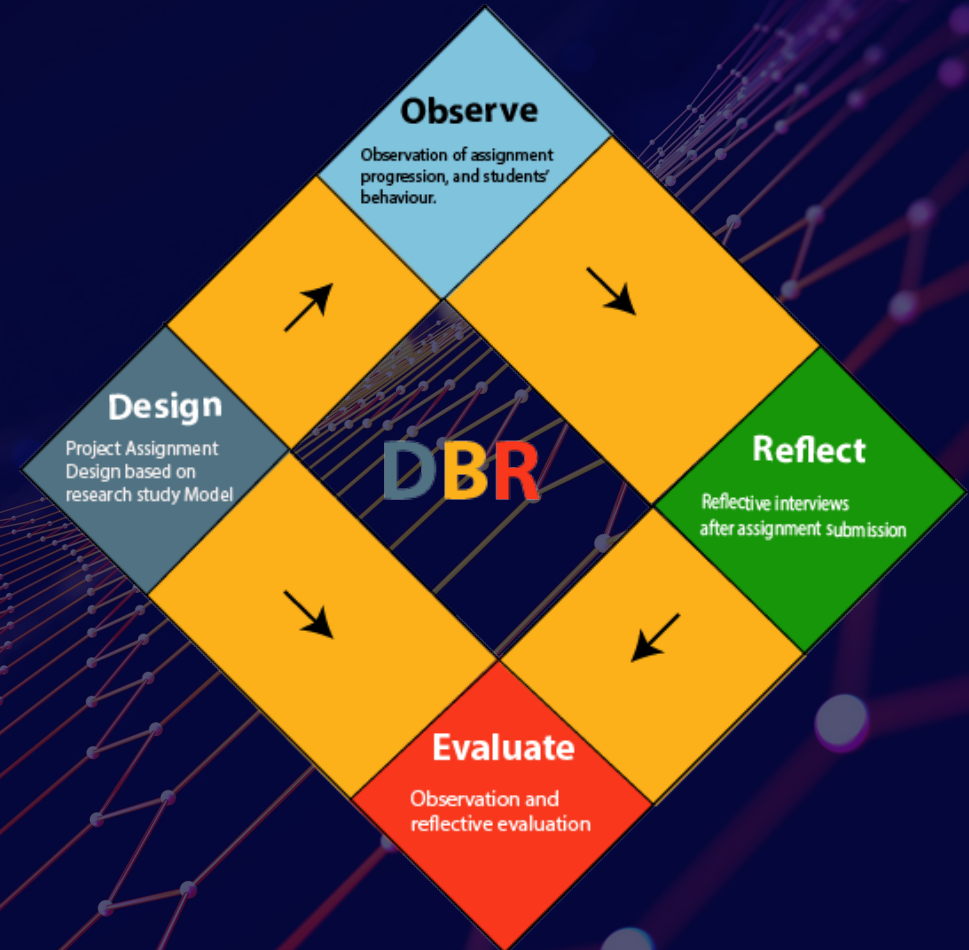 Observe
Observation of assignment
progression, and students’
behaviour.
Design
Project Assignment
Design based on
research study Model
DBR
Reflect
Reflective interviews
after assignment submission
Evaluate
Observation and
reflective evaluation